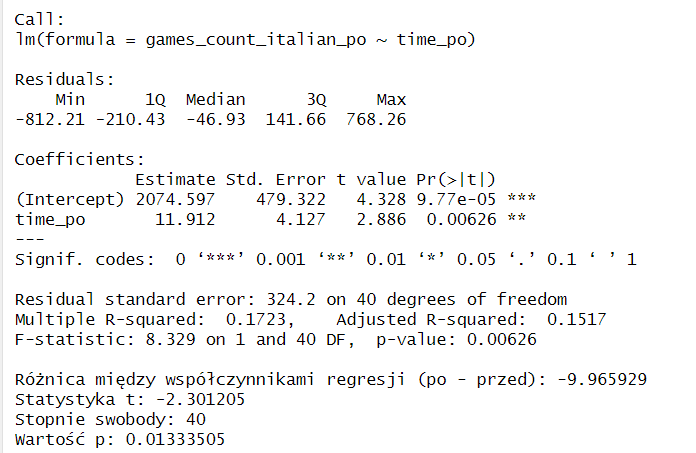 Call:
lm(formula = games_count_italian_po ~ time_po)
Residuals:
    Min      1Q  Median      3Q     Max
-812.21 -210.43  -46.93  141.66  768.26
Coefficients:
            Estimate Std. Error t value Pr(>|t|)
(Intercept) 2074.597    479.322   4.328 9.77e-05 ***
time_po       11.912      4.127   2.886  0.00626 **
---
Signif. codes:  0 ‘***’ 0.001 ‘**’ 0.01 ‘*’ 0.05 ‘.’ 0.1 ‘ ’ 1
Residual standard error: 324.2 on 40 degrees of freedom
Multiple R-squared:  0.1723,    Adjusted R-squared:  0.1517
F-statistic: 8.329 on 1 and 40 DF,  p-value: 0.00626
Różnica między współczynnikami regresji (po - przed): -9.965929
Statystyka t: -2.301205
Stopnie swobody: 40
Wartość p: 0.01333505